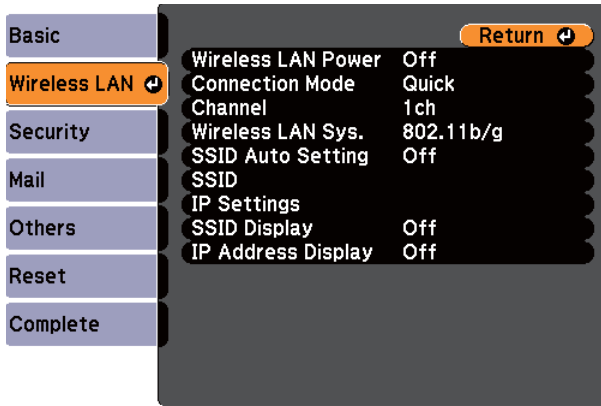 Basic
Wireless LAN
Security
Mail
Others
Reset
Complete
Return
Wireless LAN Power Off
Connection Mode Quick
Channel 1ch
Wireless LAN Sys. 802.11b/g
SSID Auto Setting Off
SSID
IP Settings
SSID Display Off
IP Address Display Off